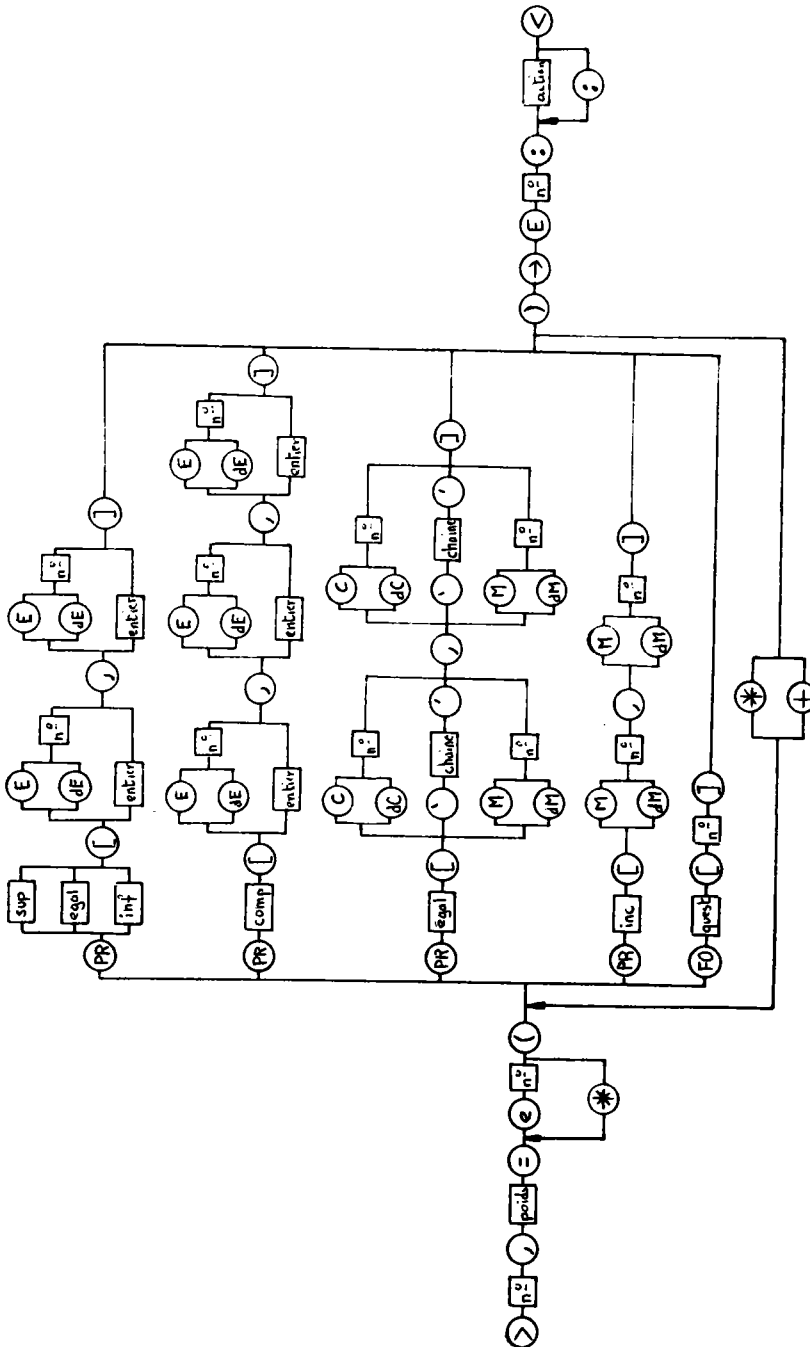 > n° , poids = e n° (
*
PR sup [ E n° , E n° ]
égal dE dE
inf entier entier
PR comp [ E n° , E n° , E n° ]
dE dE dE
entier entier entier
C n° C n°
dC dC
PR égal [ ' chaine ' , ' chaine ' ]
M n° M n°
dM dM
PR inc [ M n° , M n° ]
dM dM
FO quest [ n° ]
*
+
) → E n° : action <
: